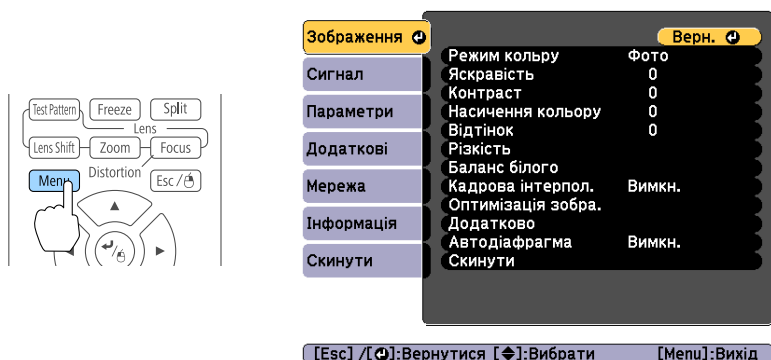 Test Pattern Freeze Split
Lens
Lens Shift Zoom Focus
Menu Distortion Esc /
Зображення Верн.
Сигнал
Параметри
Додаткові
Мережа
Інформація
Скинути
Режим кольру Фото
Яскравість 0
Контраст 0
Насичення кольору 0
Відтінок 0
Різкість
Баланс білого
Кадрова інтерпол. Вимкн.
Оптимізація зобра.
Додатково
Автодіафрагма Вимкн.
Скинути
[Esc] /[ ]:Вернутися [ ]:Вибрати [Menu]:Вихід